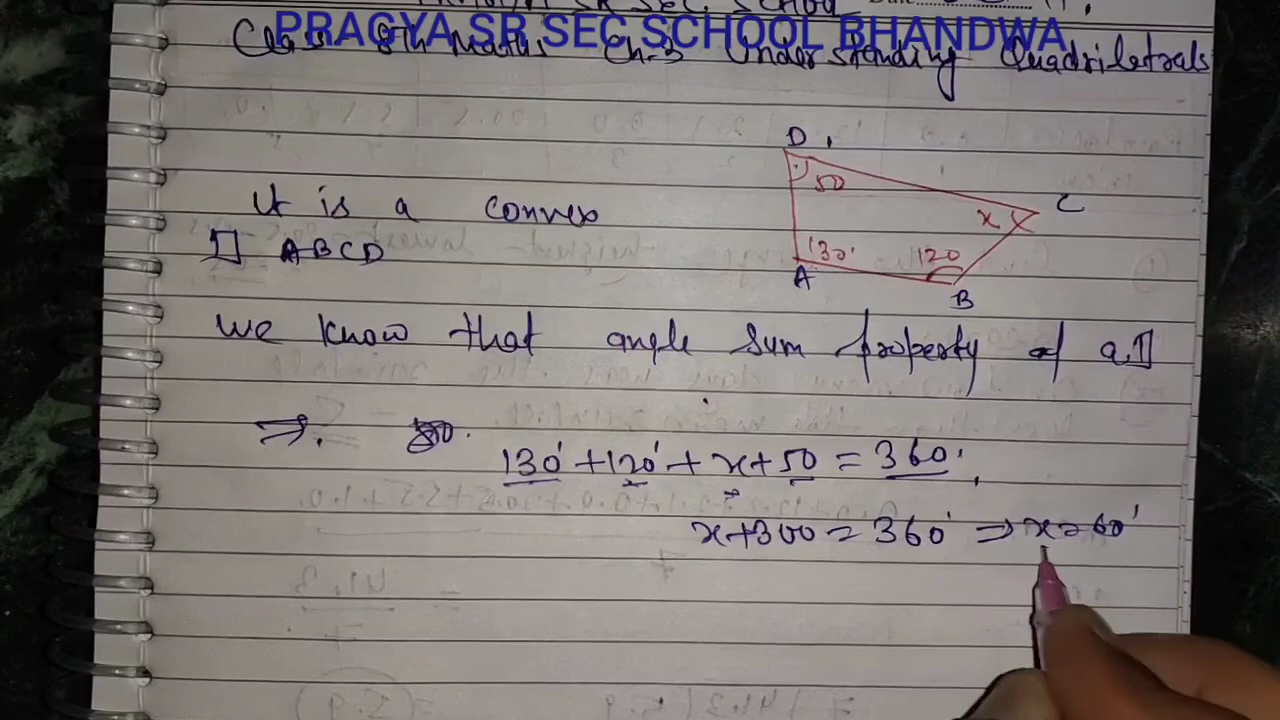 PRAGYA SR SEC SCHOOL BHANDWA
Class 8th Maths Ch-3 Understanding Quadrilaterals
D
50
x
C
It is a convex
□ ABCD
130°
120
A
B
We know that angle sum property of a □
⇒
130° + 120° + x + 50 = 360°
x + 300 = 360° ⇒ x = 60°